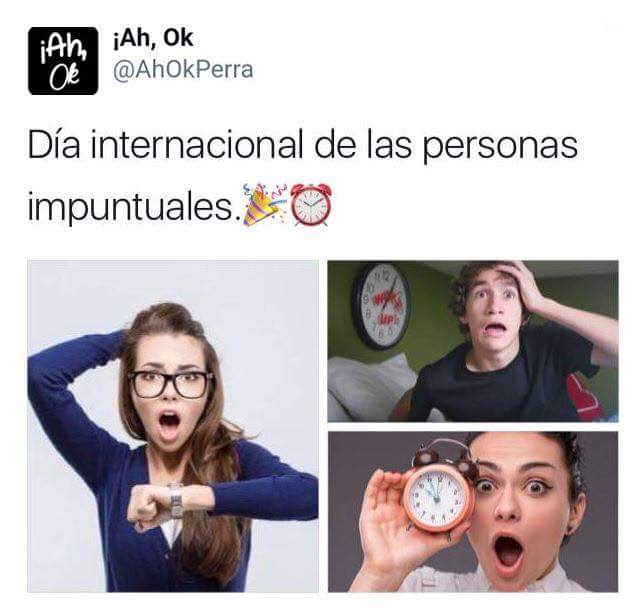 ¡Ah,
Ok
¡Ah, Ok
@AhOkPerra
Día internacional de las personas
impuntuales.🎉⏰